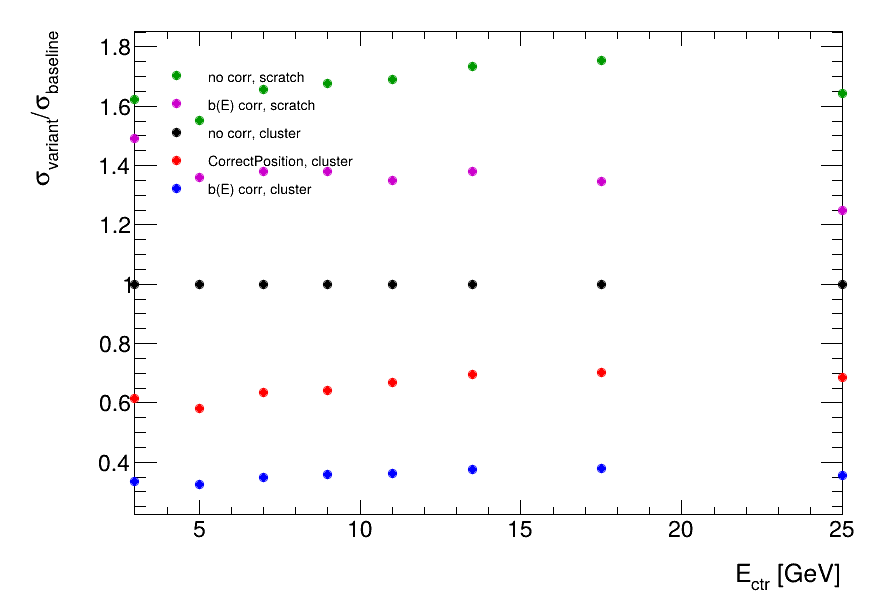 σvariant/σbaseline
1.8
1.6
1.4
1.2
1
0.8
0.6
0.4
no corr, scratch
b(E) corr, scratch
no corr, cluster
CorrectPosition, cluster
b(E) corr, cluster
5 10 15 20 25
Ectr [GeV]